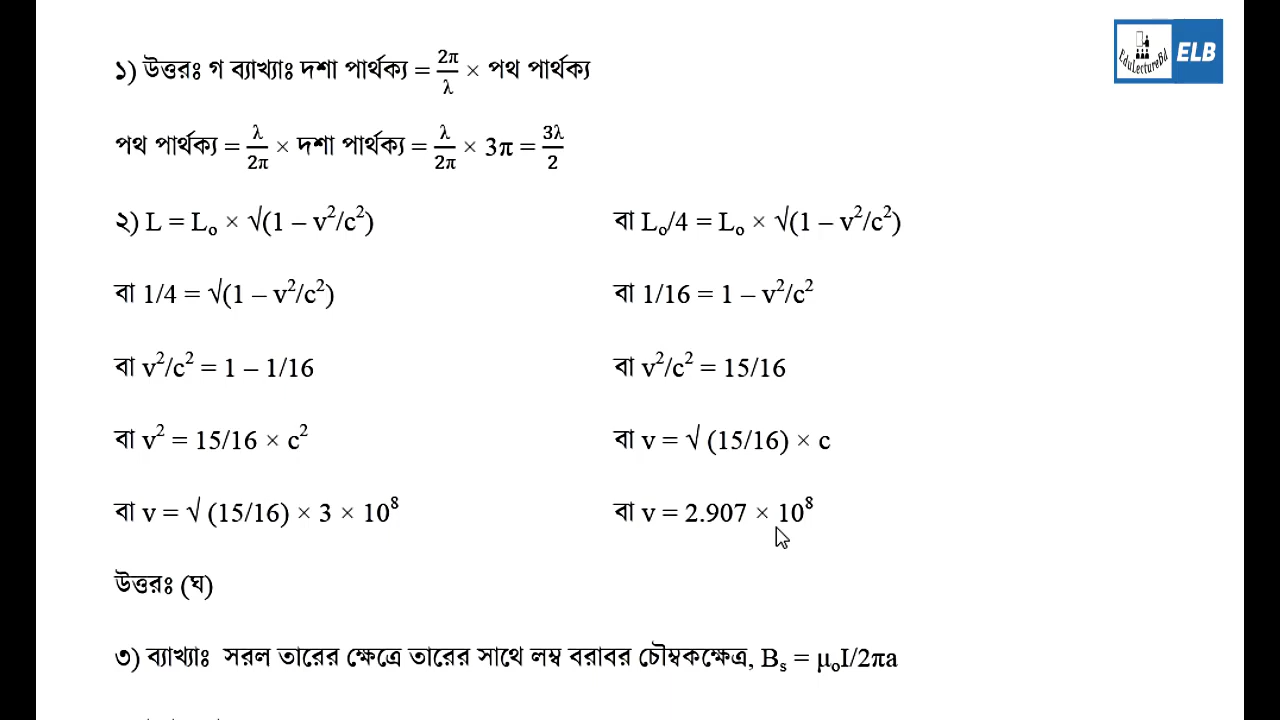 EduLectureBd ELB
১) উত্তরঃ গ ব্যাখ্যাঃ দশা পার্থক্য = 2π/λ × পথ পার্থক্য
পথ পার্থক্য = λ/2π × দশা পার্থক্য = λ/2π × 3π = 3λ/2
২) L = Lₒ × √(1 – v²/c²) বা Lₒ/4 = Lₒ × √(1 – v²/c²)
বা 1/4 = √(1 – v²/c²) বা 1/16 = 1 – v²/c²
বা v²/c² = 1 – 1/16 বা v²/c² = 15/16
বা v² = 15/16 × c² বা v = √ (15/16) × c
বা v = √ (15/16) × 3 × 10⁸ বা v = 2.907 × 10⁸
উত্তরঃ (ঘ)
৩) ব্যাখ্যাঃ সরল তারের ক্ষেত্রে তারের সাথে লম্ব বরাবর চৌম্বকক্ষেত্র, Bₛ = μₒI/2πa